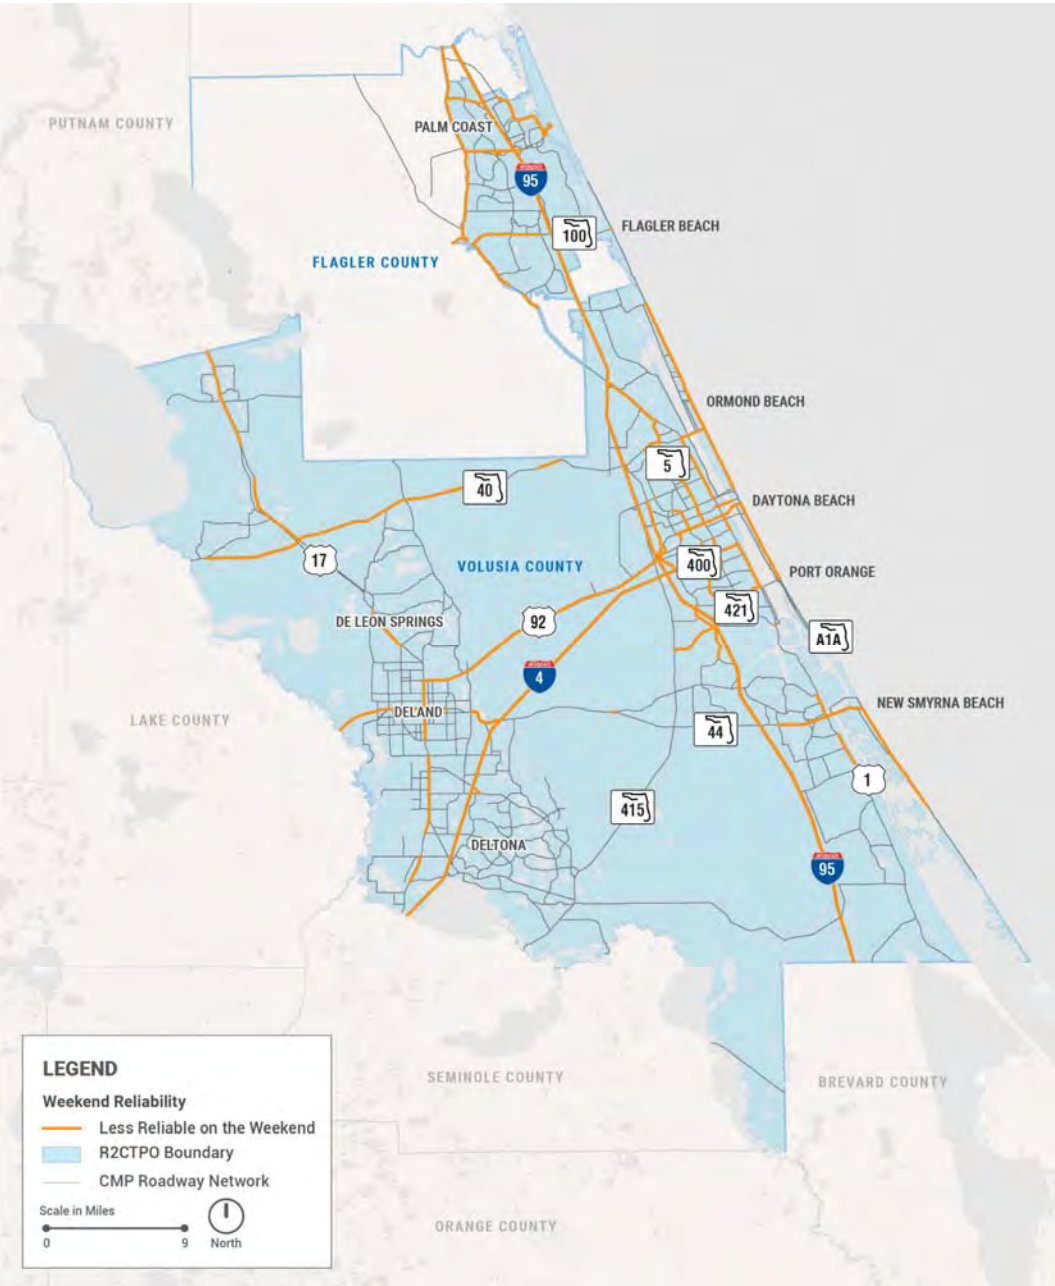 PUTNAM COUNTY
PALM COAST
95
100
FLAGLER BEACH
FLAGLER COUNTY
ORMOND BEACH
5
40
DAYTONA BEACH
17
VOLUSIA COUNTY
400
PORT ORANGE
421
DE LEON SPRINGS
92
A1A
4
NEW SMYRNA BEACH
DELAND
LAKE COUNTY
44
1
415
DELTONA
95
LEGEND
Weekend Reliability
Less Reliable on the Weekend
R2CTPO Boundary
CMP Roadway Network
Scale in Miles
0 9 North
SEMINOLE COUNTY
BREVARD COUNTY
ORANGE COUNTY